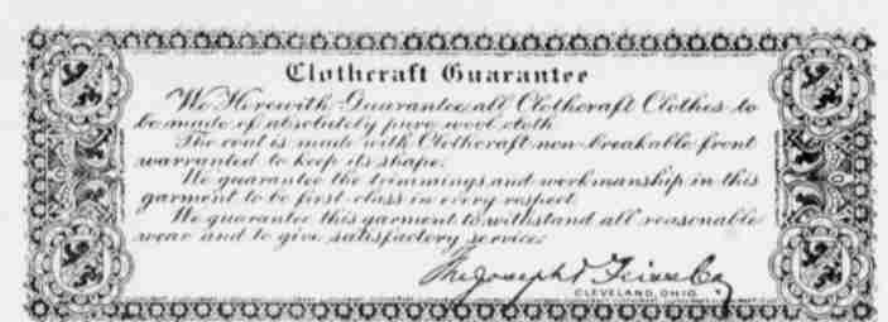 Clothcraft Guarantee
We Herewith Guarantee all Clothcraft Clothes to
be made of absolutely pure wool cloth
The coat is made with Clothcraft non-breakable front
warranted to keep its shape.
We guarantee the trimmings and workmanship in this
garment to be first-class in every respect
We guarantee this garment to withstand all reasonable
wear and to give satisfactory service
The Joseph & Feiss Co
CLEVELAND, OHIO